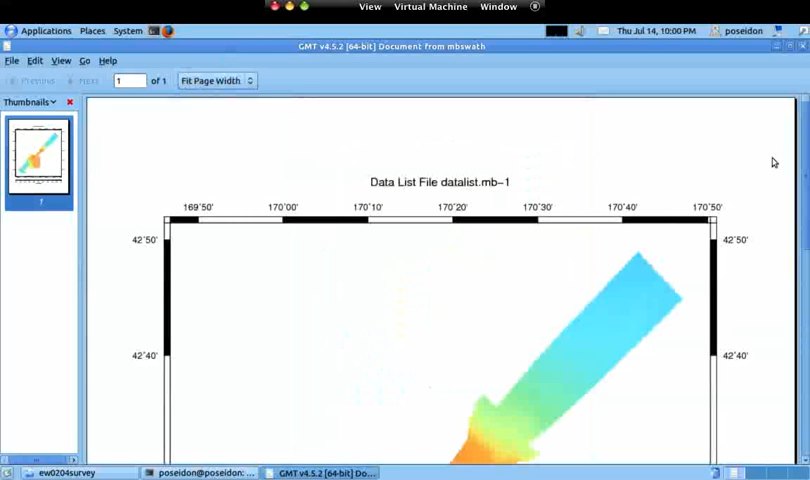 View Virtual Machine Window
Applications Places System Thu Jul 14, 10:00 PM poseidon
GMT v4.5.2 [64-bit] Document from mbswath
File Edit View Go Help
Previous Next 1 of 1 Fit Page Width
Thumbnails
1
Data List File datalist.mb-1
169˚50' 170˚00' 170˚10' 170˚20' 170˚30' 170˚40' 170˚50'
42˚50' 42˚50'
42˚40' 42˚40'
ew0204survey poseidon@poseidon: ... GMT v4.5.2 [64-bit] Do...